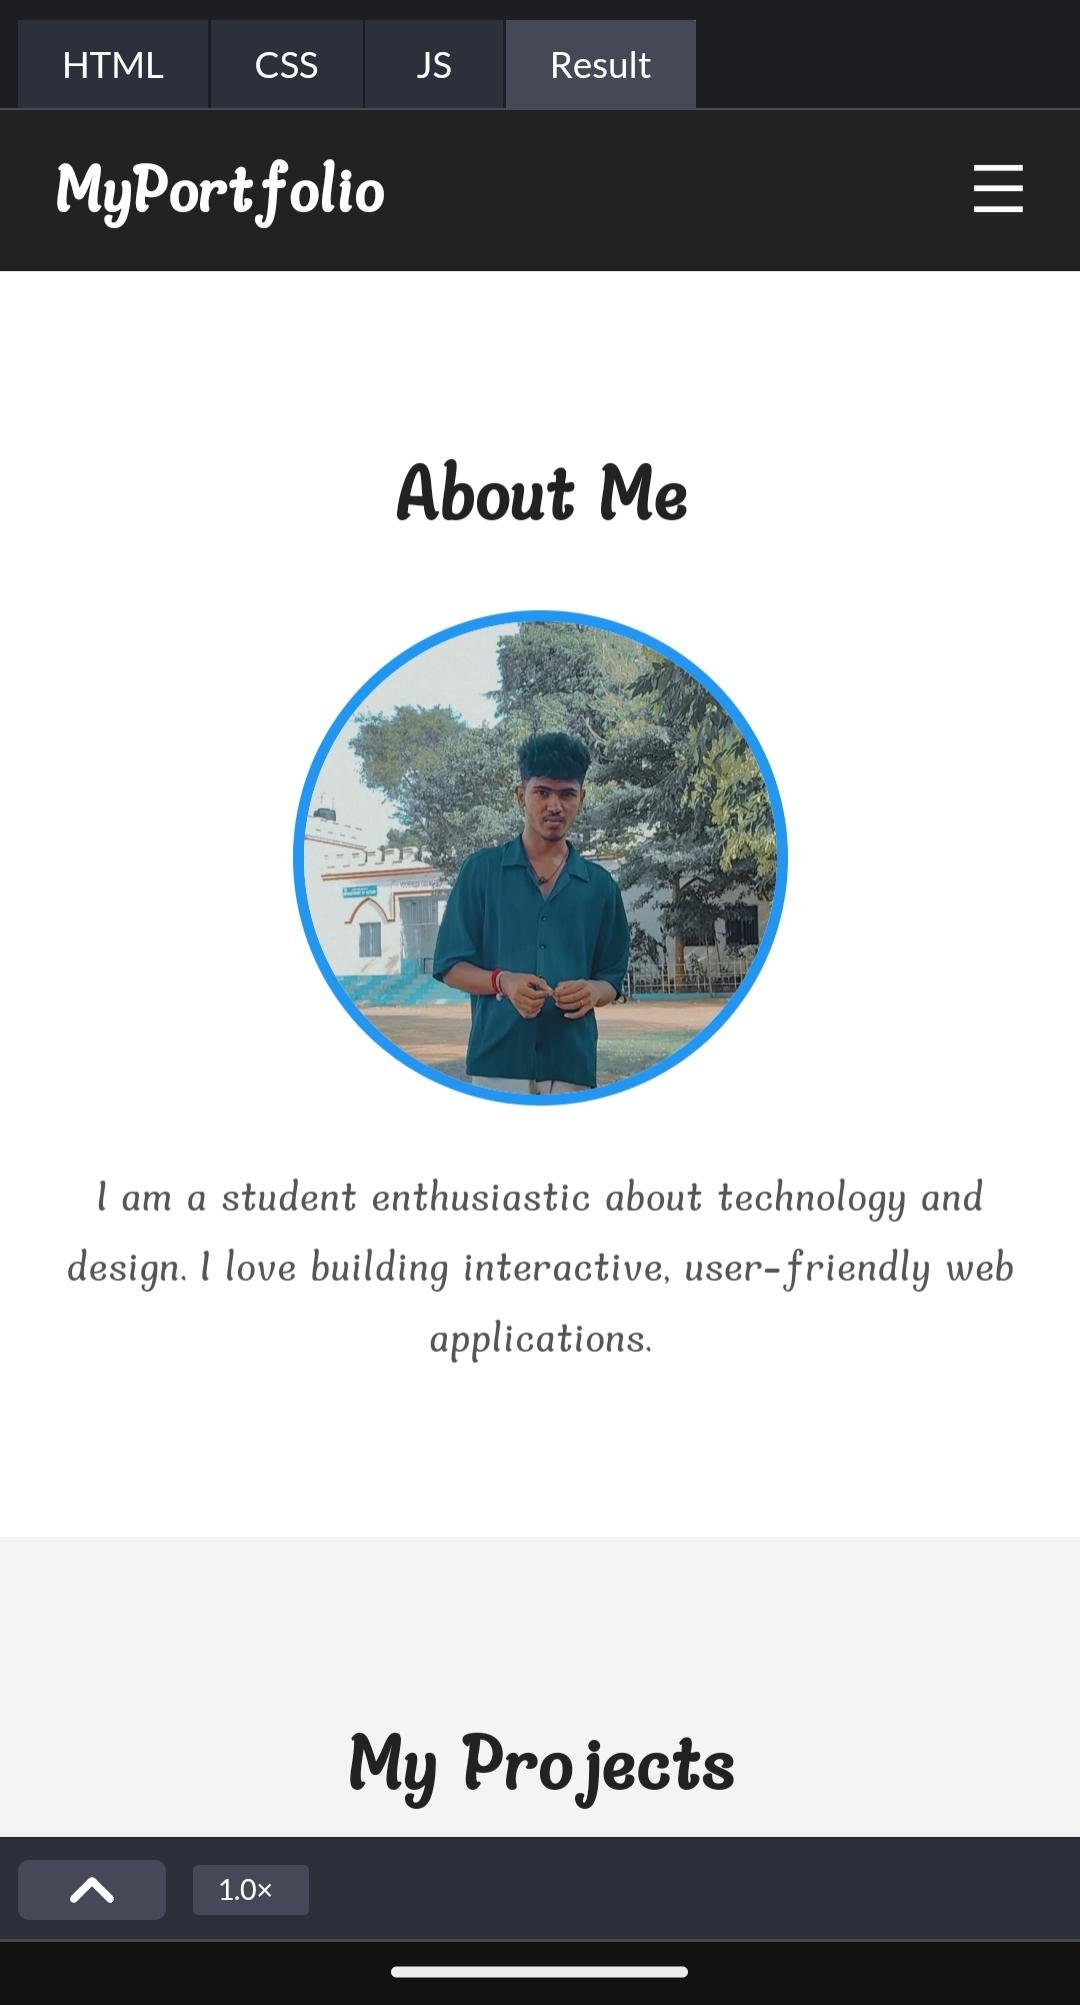 HTML CSS JS Result
MyPortfolio
About Me
I am a student enthusiastic about technology and
design. I love building interactive, user-friendly web
applications.
My Projects
1.0×